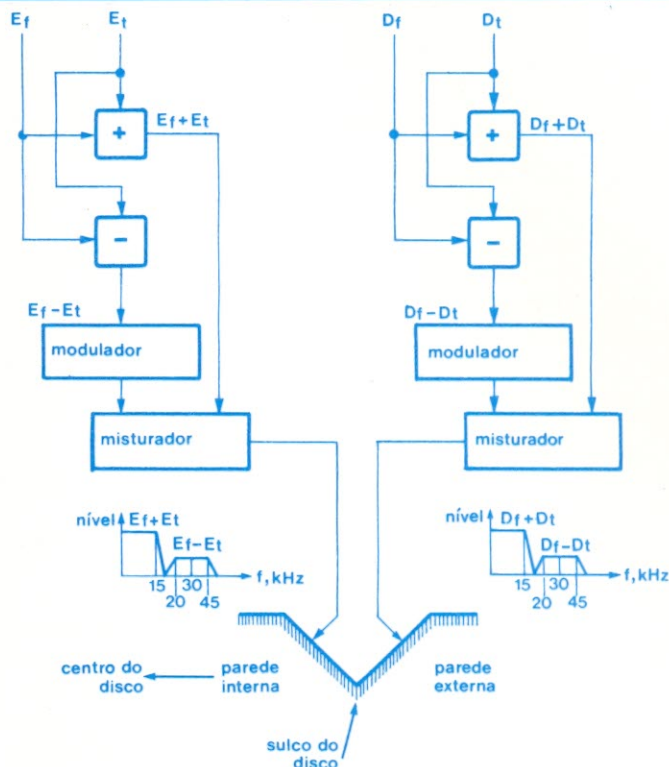 Ef Et Df Dt
+ Ef+Et + Df+Dt
- -
Ef-Et Df-Dt
modulador modulador
misturador misturador
nível Ef+Et nível Df+Dt
Ef-Et Df-Dt
f, kHz f, kHz
15 30 45 15 30 45
20 20
centro do disco
parede interna
parede externa
sulco do disco